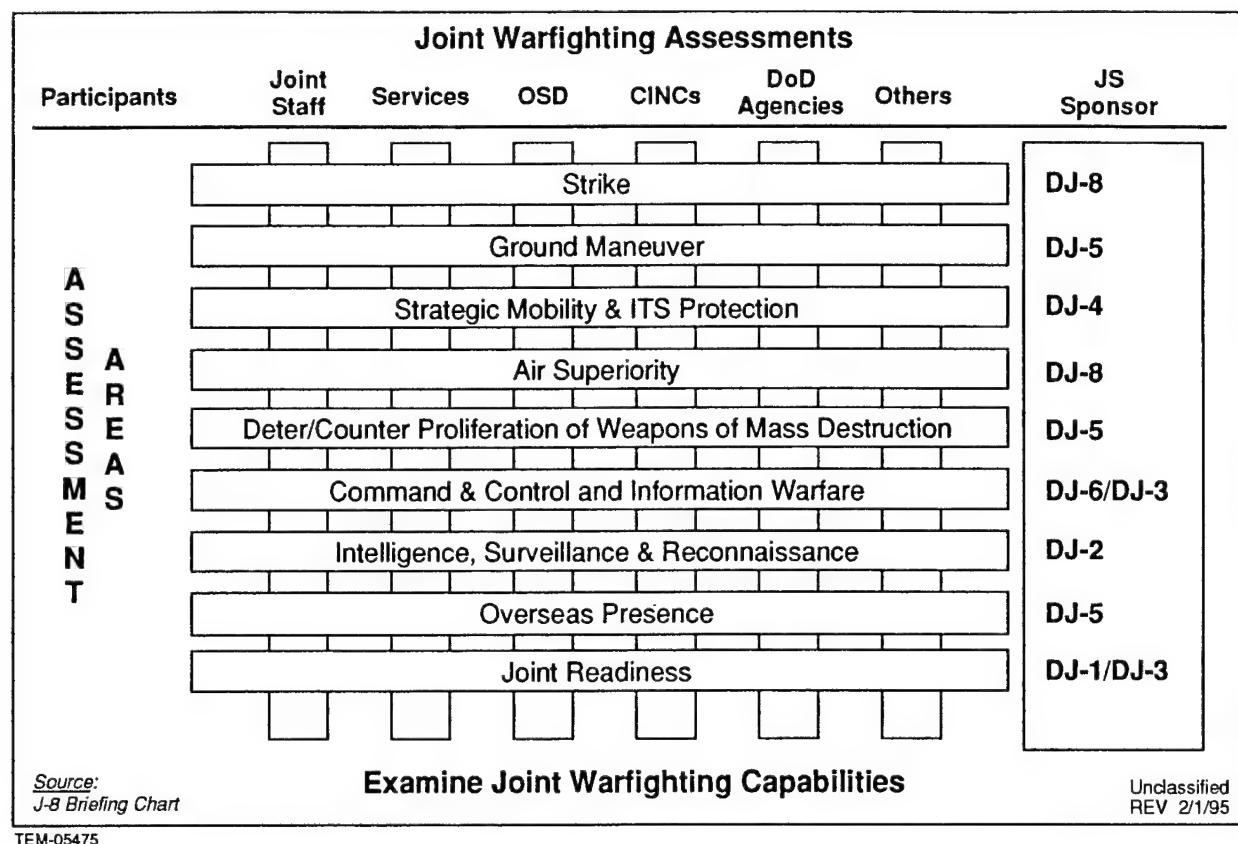 Joint Warfighting Assessments
Participants Joint Staff Services OSD CINCs DoD Agencies Others JS Sponsor
Strike DJ-8
Ground Maneuver DJ-5
Strategic Mobility & ITS Protection DJ-4
Air Superiority DJ-8
Deter/Counter Proliferation of Weapons of Mass Destruction DJ-5
Command & Control and Information Warfare DJ-6/DJ-3
Intelligence, Surveillance & Reconnaissance DJ-2
Overseas Presence DJ-5
Joint Readiness DJ-1/DJ-3
ASSESSMENT
AREAS
Examine Joint Warfighting Capabilities
Source:
J-8 Briefing Chart
Unclassified
REV 2/1/95
TEM-05475